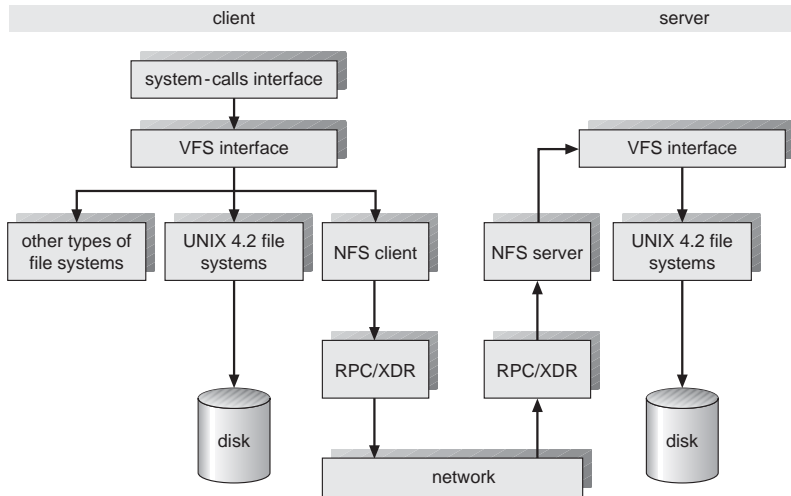 client
server
system-calls interface
VFS interface
VFS interface
other types of
file systems
UNIX 4.2 file
systems
NFS client
NFS server
UNIX 4.2 file
systems
RPC/XDR
RPC/XDR
disk
disk
network